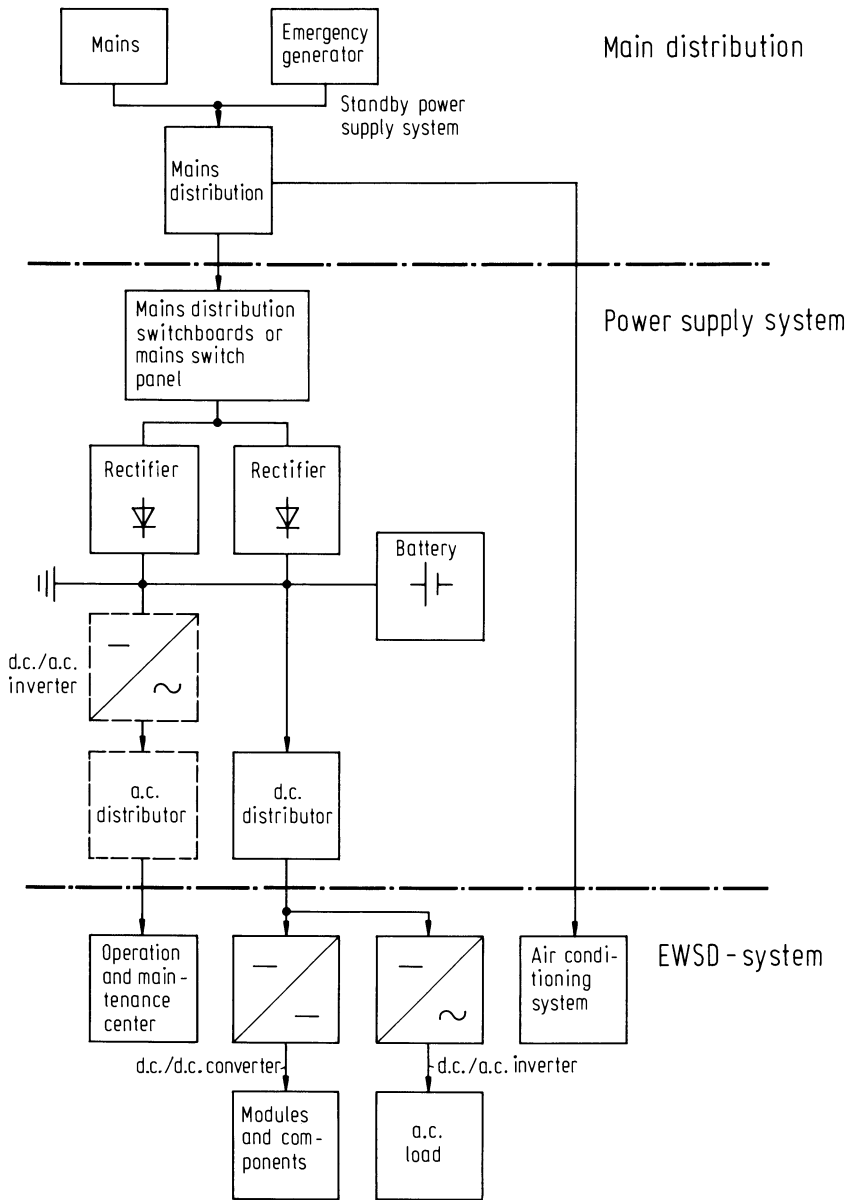 Mains
Emergency
generator
Main distribution
Standby power
supply system
Mains
distribution
Mains distribution
switchboards or
mains switch
panel
Power supply system
Rectifier
Rectifier
Battery
d.c./a.c.
inverter
a.c.
distributor
d.c.
distributor
Operation
and main-
tenance
center
Air condi-
tioning
system
EWSD-system
d.c./d.c. converter
d.c./a.c. inverter
Modules
and com-
ponents
a.c.
load